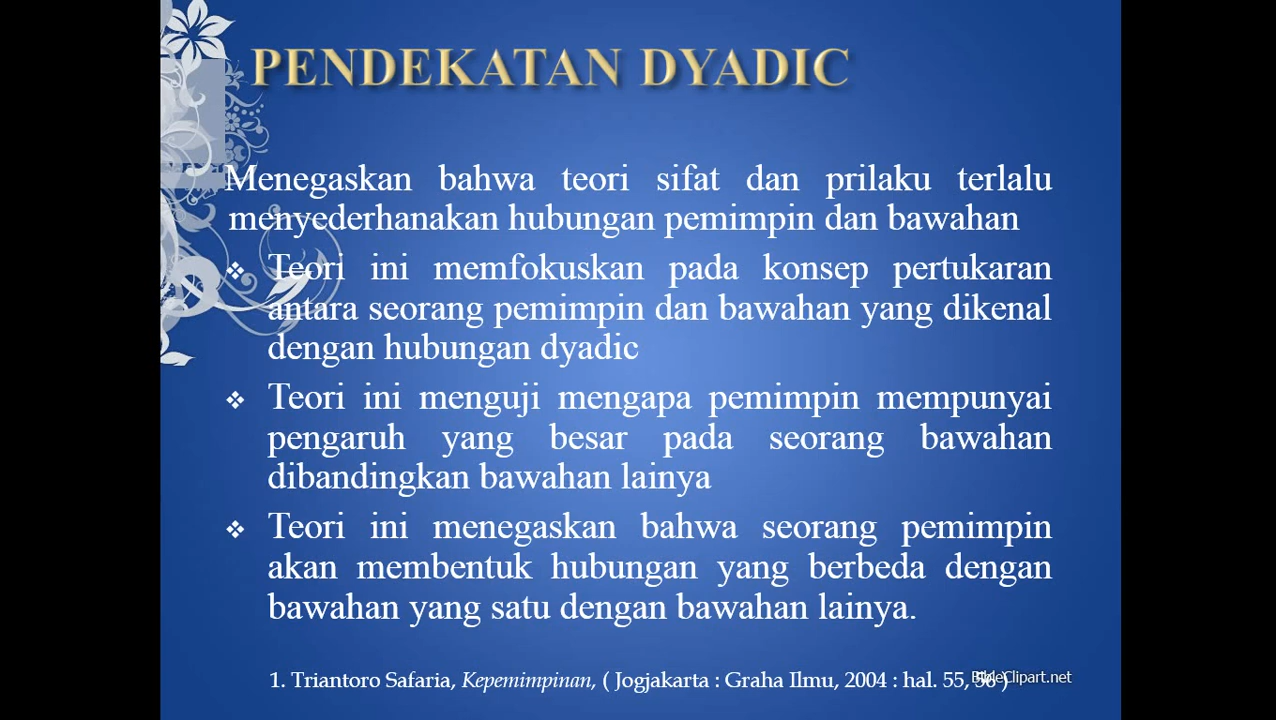 PENDEKATAN DYADIC
Menegaskan bahwa teori sifat dan prilaku terlalu
menyederhanakan hubungan pemimpin dan bawahan
❖ Teori ini memfokuskan pada konsep pertukaran
antara seorang pemimpin dan bawahan yang dikenal
dengan hubungan dyadic
❖ Teori ini menguji mengapa pemimpin mempunyai
pengaruh yang besar pada seorang bawahan
dibandingkan bawahan lainya
❖ Teori ini menegaskan bahwa seorang pemimpin
akan membentuk hubungan yang berbeda dengan
bawahan yang satu dengan bawahan lainya.
1. Triantoro Safaria, Kepemimpinan, ( Jogjakarta : Graha Ilmu, 2004 : hal. 55, 56 )
BibleClipart.net